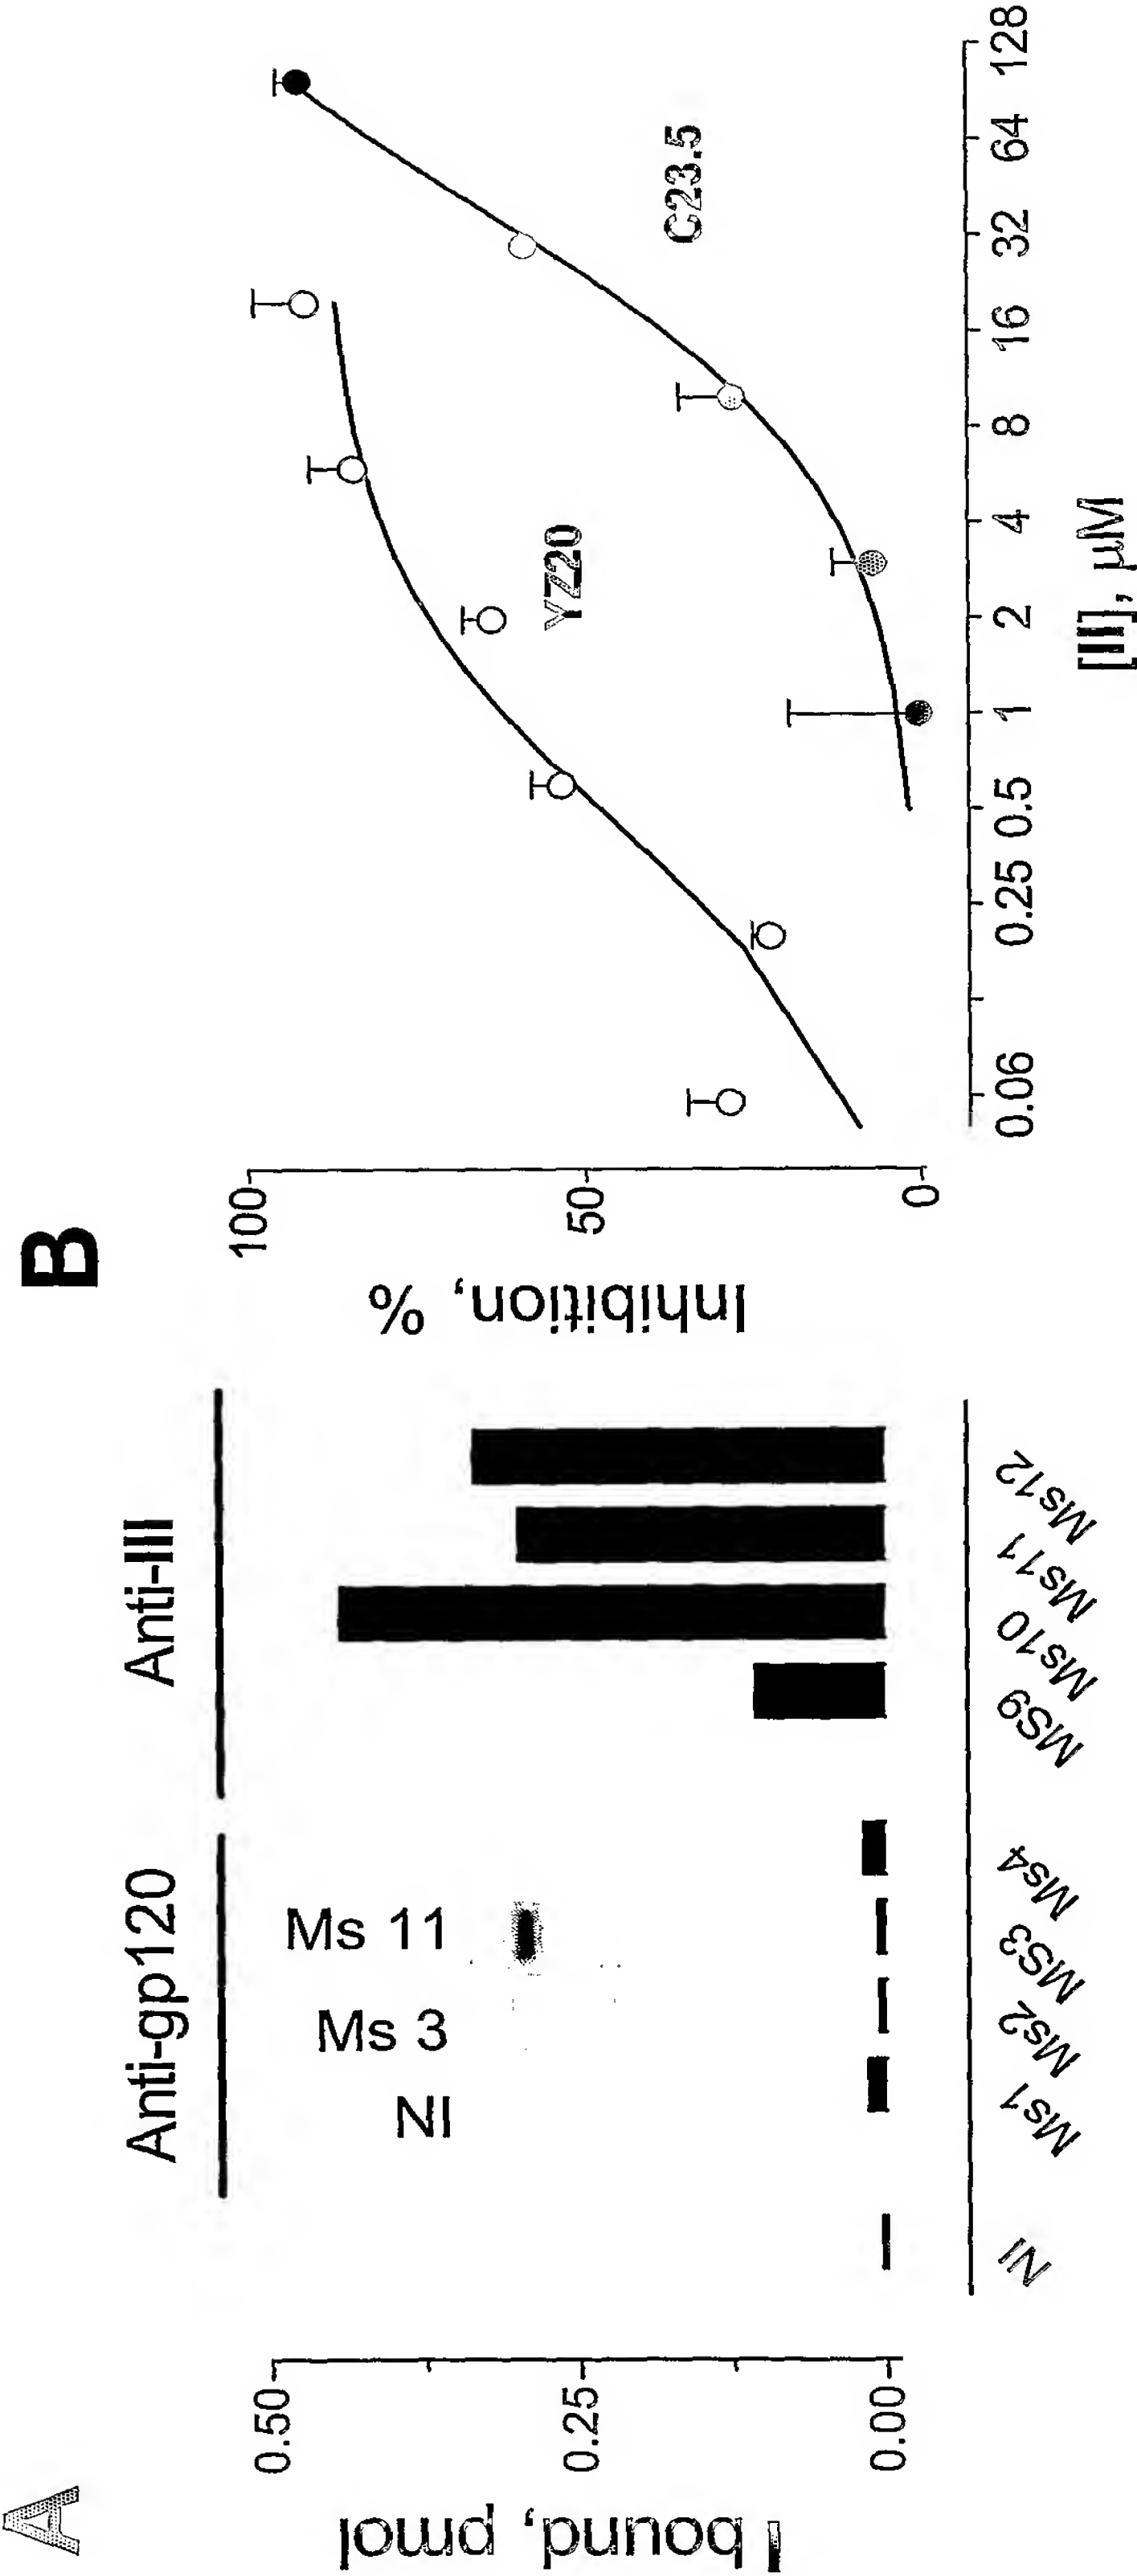 A
I bound, pmol
0.50
0.25
0.00
Anti-gp120
Anti-III
NI
Ms 3
Ms 11
NI
Ms1
Ms2
MS3
Ms4
MS9
Ms10
Ms11
Ms12
B
Inhibition, %
100
50
0
YZ20
C23.5
0.06
0.25
0.5
1
2
4
8
16
32
64
128
[II], µM